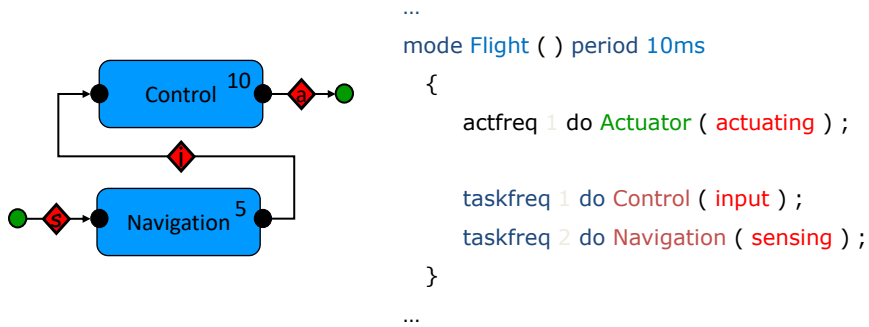 …
mode Flight ( ) period 10ms
{
actfreq 1 do Actuator ( actuating ) ;
taskfreq 1 do Control ( input ) ;
taskfreq 2 do Navigation ( sensing ) ;
}
…
Control 10
a
i
s
Navigation 5